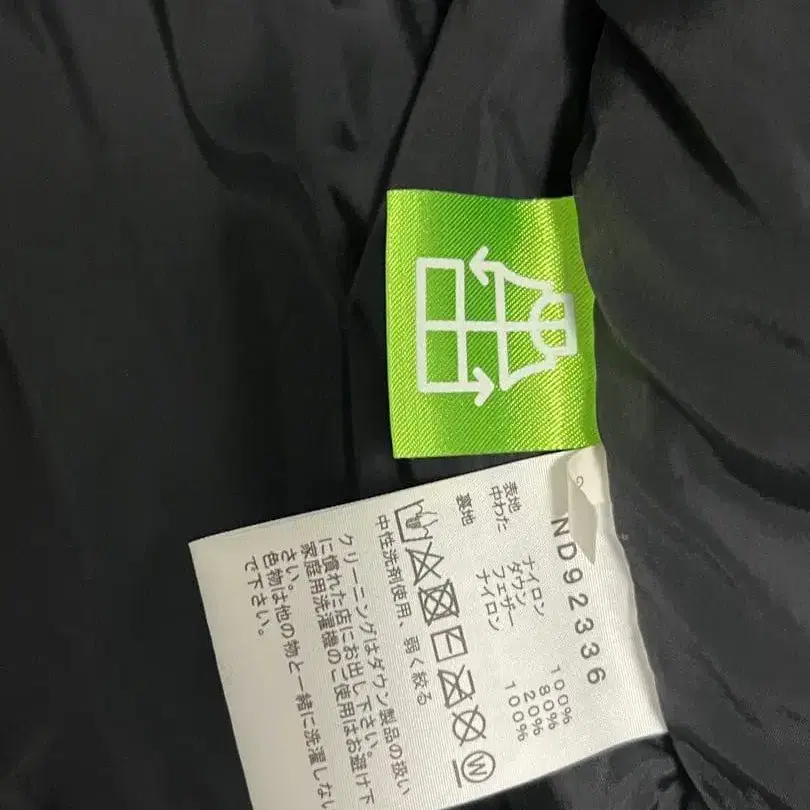 ND92336
表地 ナイロン 100%
中わた ダウン 80%
フェザー 20%
裏地 ナイロン 100%
W
中性洗剤使用、弱く絞る
クリーニングはダウン製品の扱い
に慣れた店にお出し下さい。
家庭用洗濯機のご使用はお避け下
さい。
色物は他の物と一緒に洗濯しない
で下さい。